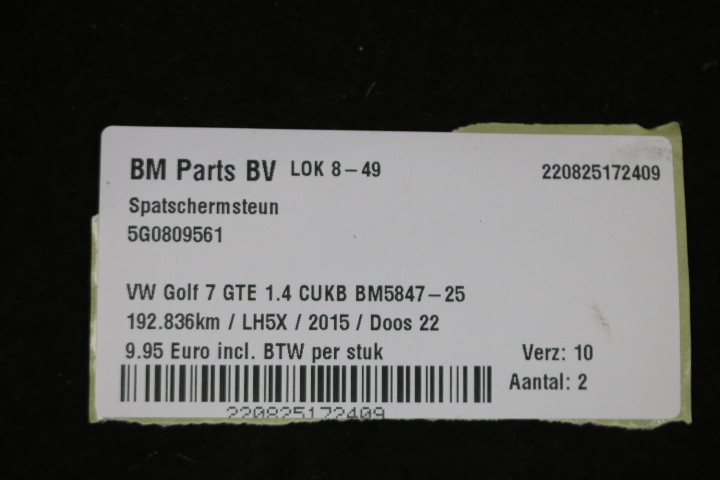 BM Parts BV LOK 8-49 220825172409
Spatschermsteun
5G0809561
VW Golf 7 GTE 1.4 CUKB BM5847-25
192.836km / LH5X / 2015 / Doos 22
9.95 Euro incl. BTW per stuk Verz: 10
Aantal: 2
220825172409